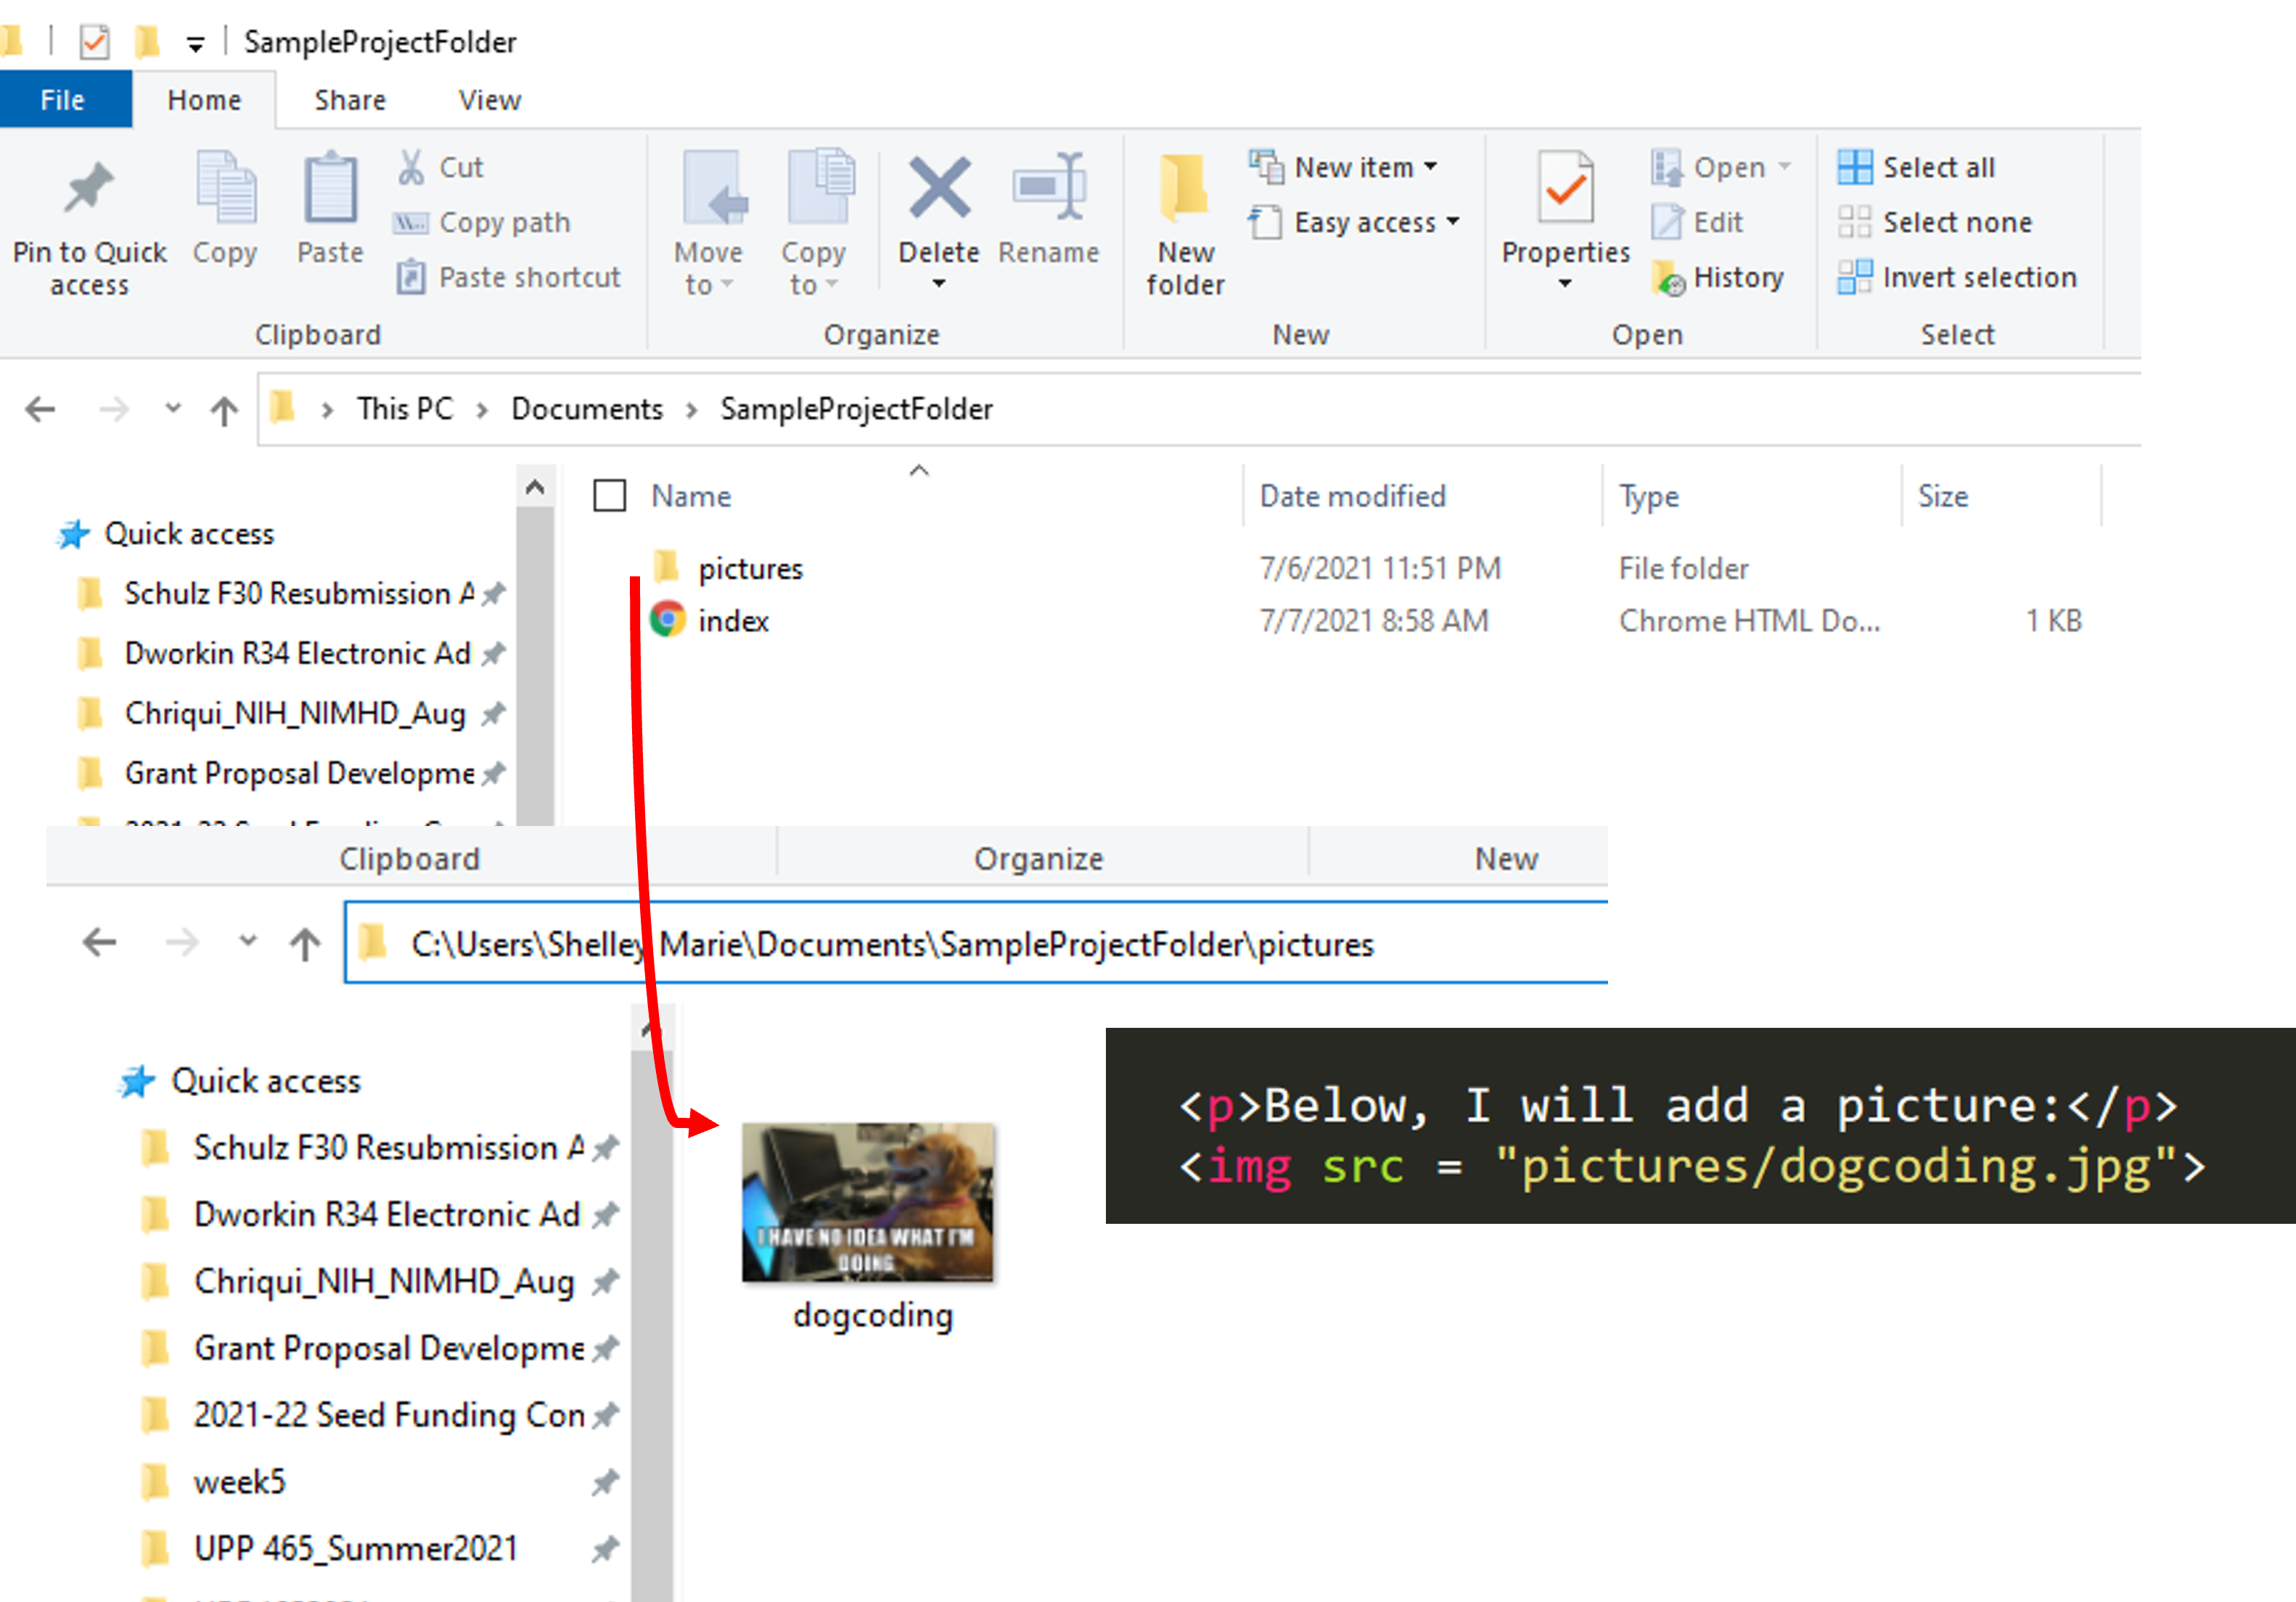 SampleProjectFolder
File Home Share View
Pin to Quick access
Copy
Paste
Cut
Copy path
Paste shortcut
Clipboard
Move to
Copy to
Delete
Rename
Organize
New folder
New item
Easy access
New
Properties
Open
Edit
History
Open
Select all
Select none
Invert selection
Select
This PC > Documents > SampleProjectFolder
Name Date modified Type Size
pictures 7/6/2021 11:51 PM File folder
index 7/7/2021 8:58 AM Chrome HTML Do... 1 KB
Quick access
Schulz F30 Resubmission A
Dworkin R34 Electronic Ad
Chriqui_NIH_NIMHD_Aug
Grant Proposal Developme
Clipboard Organize New
C:\Users\Shelley Marie\Documents\SampleProjectFolder\pictures
Quick access
Schulz F30 Resubmission A
Dworkin R34 Electronic Ad
Chriqui_NIH_NIMHD_Aug
Grant Proposal Developme
2021-22 Seed Funding Con
week5
UPP 465_Summer2021
I HAVE NO IDEA WHAT I'M
DOING
dogcoding
<p>Below, I will add a picture:</p>
<img src = "pictures/dogcoding.jpg">